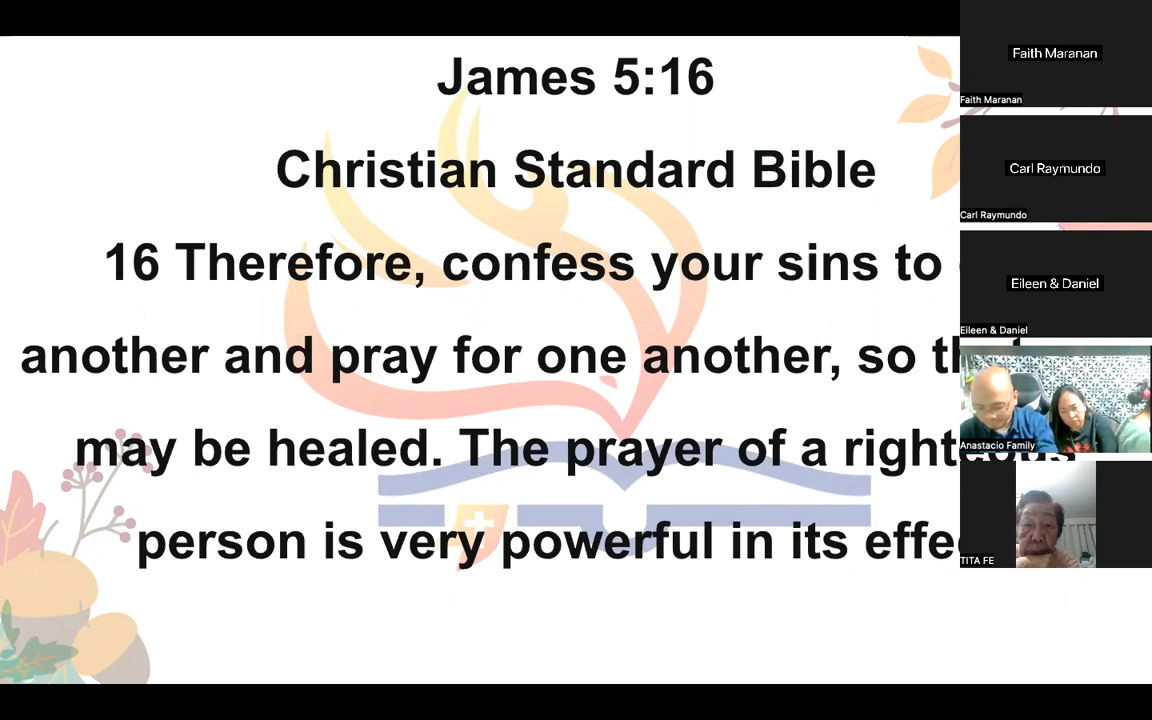 James 5:16
Christian Standard Bible
16 Therefore, confess your sins to
another and pray for one another, so
may be healed. The prayer of a righteous
person is very powerful in its
Faith Maranan
Faith Maranan
Carl Raymundo
Carl Raymundo
Eileen & Daniel
Eileen & Daniel
Anastacio Family
TITA FE